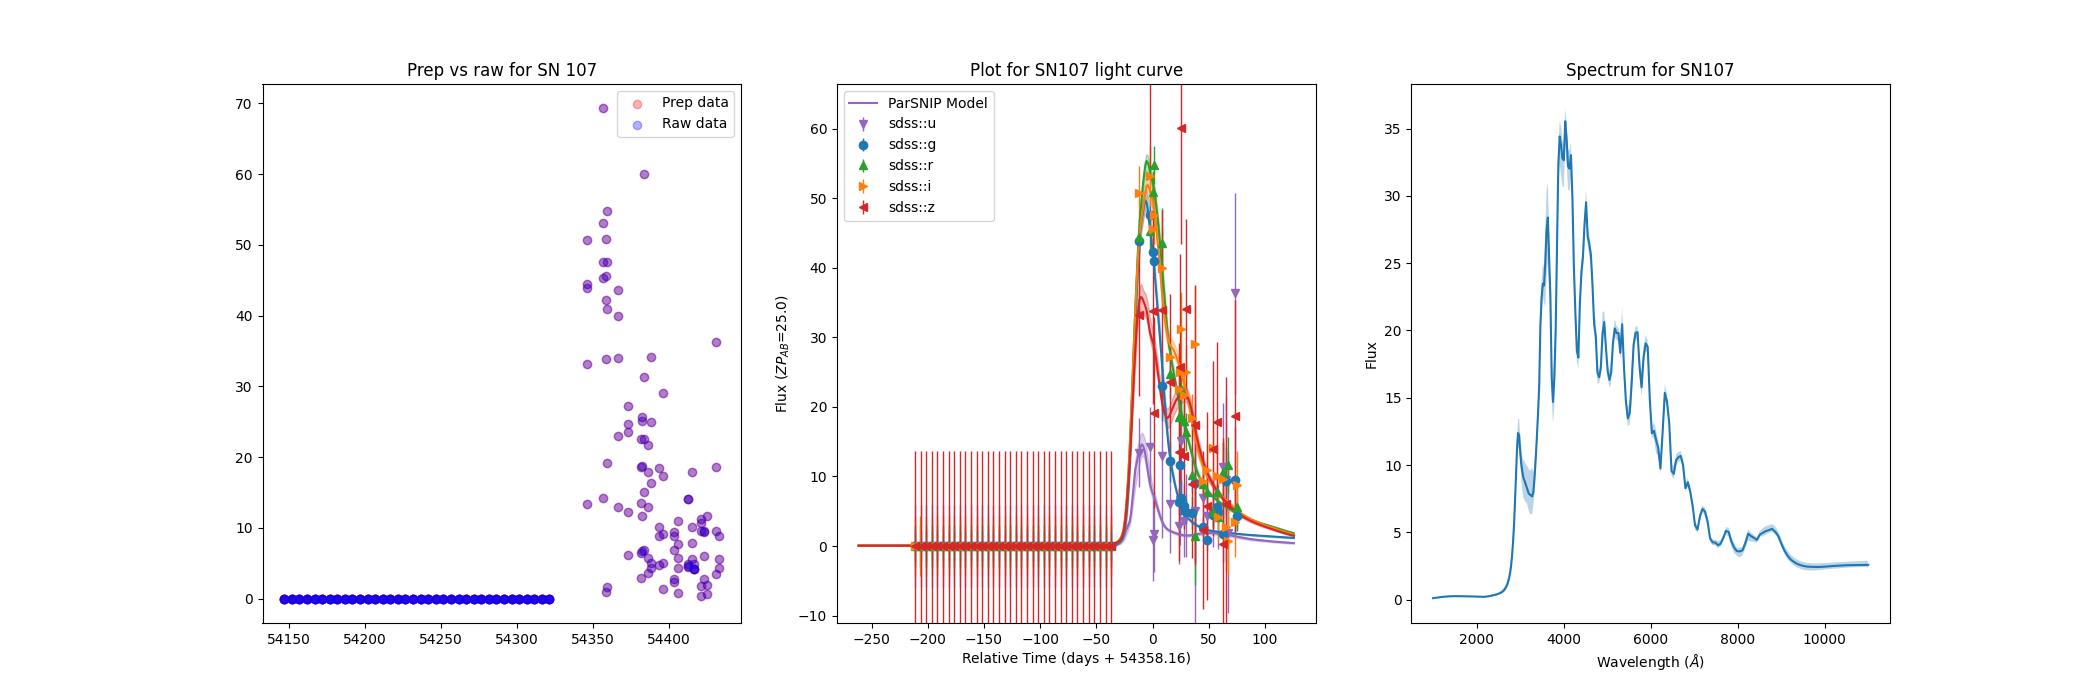 Prep vs raw for SN 107
Prep data
Raw data
70
60
50
40
30
20
10
0
54150
54200
54250
54300
54350
54400
Plot for SN107 light curve
ParSNIP Model
sdss::u
sdss::g
sdss::r
sdss::i
sdss::z
Flux (ZP_AB=25.0)
60
50
40
30
20
10
0
−10
−250
−200
−150
−100
−50
0
50
100
Relative Time (days + 54358.16)
Spectrum for SN107
Flux
35
30
25
20
15
10
5
0
2000
4000
6000
8000
10000
Wavelength (Å)